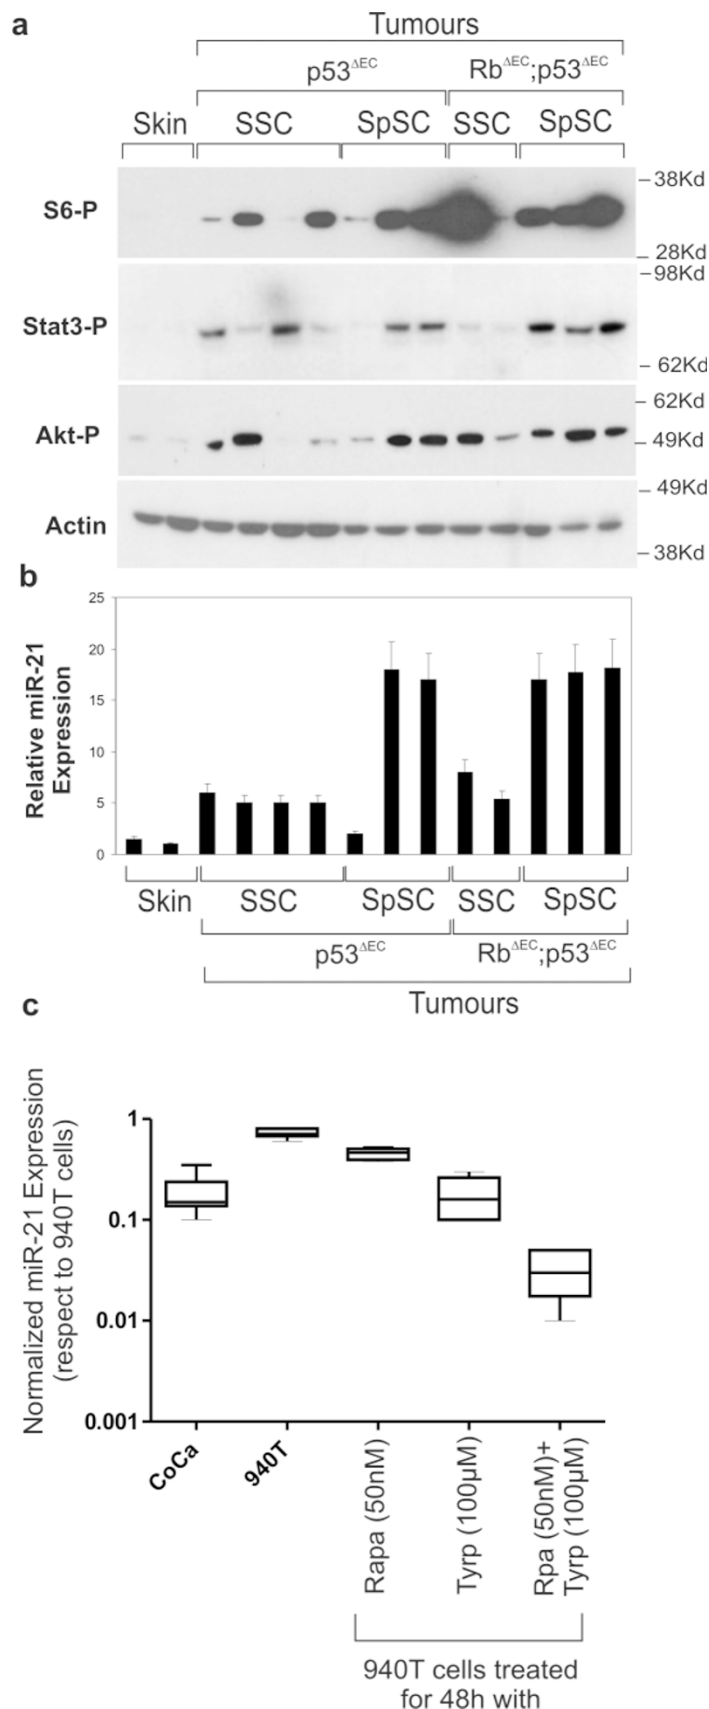 a
Tumours
p53ΔEC
RbΔEC;p53ΔEC
Skin SSC SpSC SSC SpSC
S6-P
38Kd
28Kd
Stat3-P
98Kd
62Kd
Akt-P
62Kd
49Kd
Actin
49Kd
38Kd
b
Relative miR-21
Expression
25
20
15
10
5
0
Skin SSC SpSC SSC SpSC
p53ΔEC
RbΔEC;p53ΔEC
Tumours
c
Normalized miR-21 Expression
(respect to 940T cells)
1
0.1
0.01
0.001
CoCa
940T
Rapa (50nM)
Tyrp (100µM)
Rpa (50nM)+
Tyrp (100µM)
940T cells treated
for 48h with